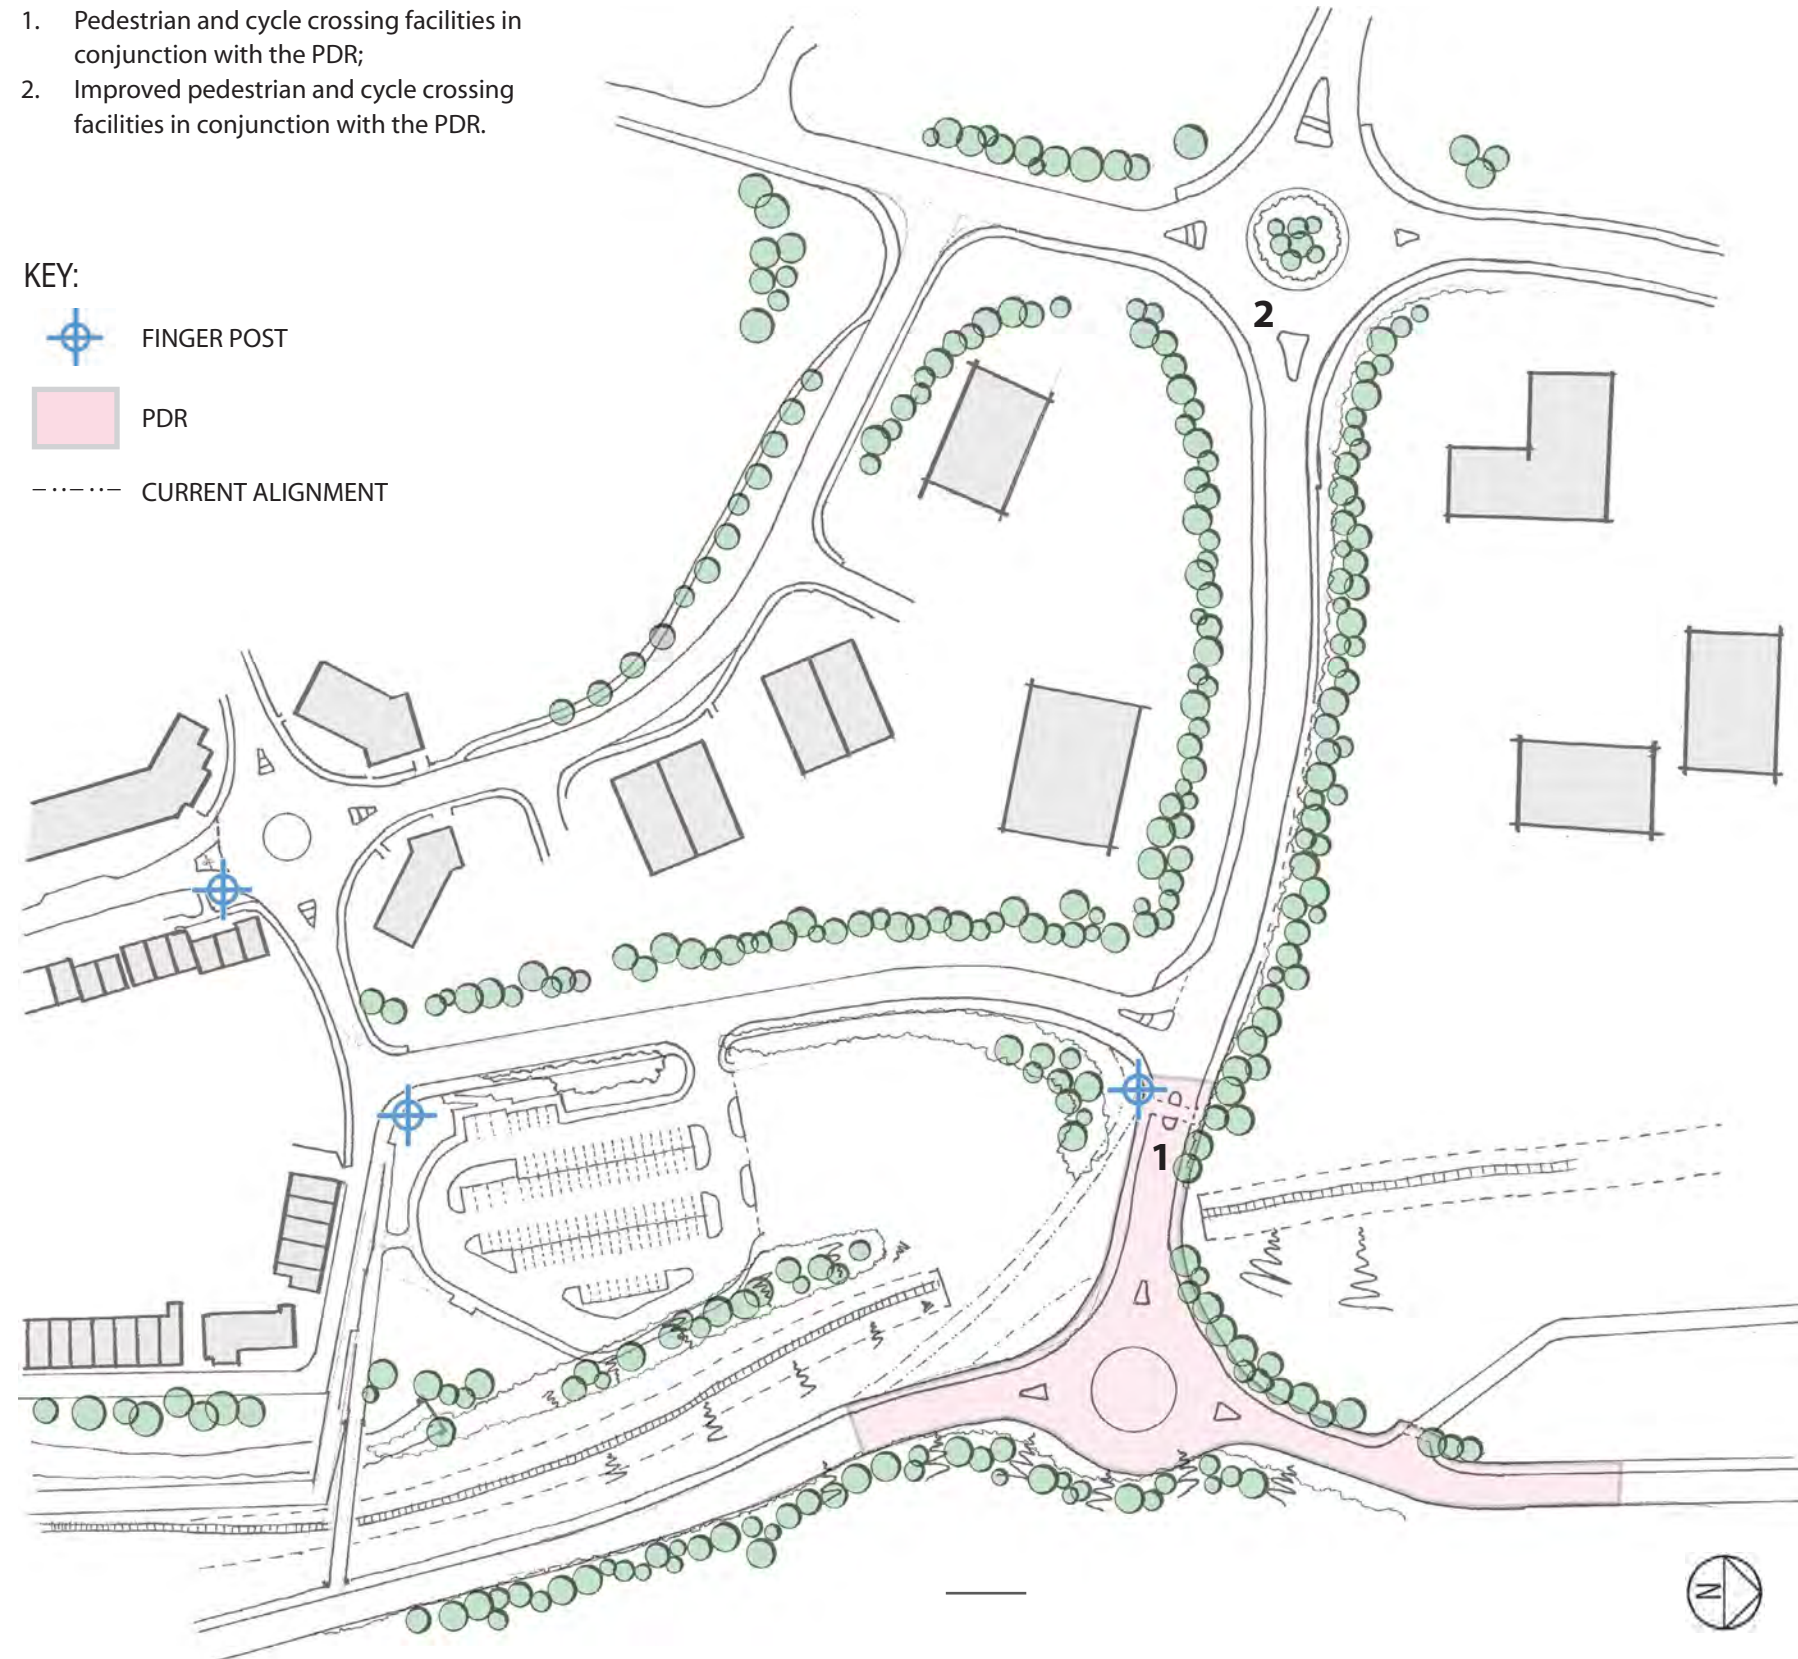 1. Pedestrian and cycle crossing facilities in
conjunction with the PDR;
2. Improved pedestrian and cycle crossing
facilities in conjunction with the PDR.
KEY:
FINGER POST
PDR
CURRENT ALIGNMENT
2
1
N